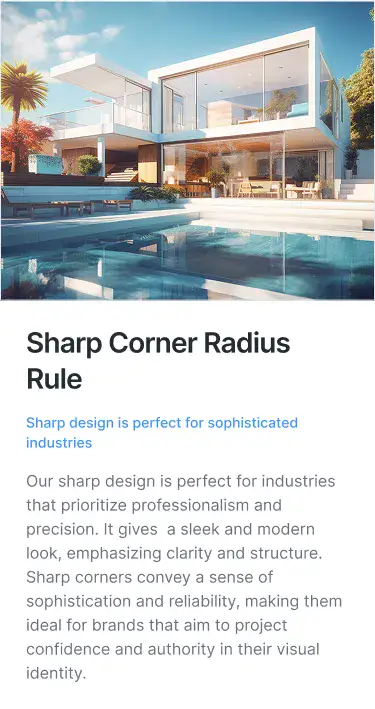 Sharp Corner Radius
Rule
Sharp design is perfect for sophisticated
industries
Our sharp design is perfect for industries
that prioritize professionalism and
precision. It gives  a sleek and modern
look, emphasizing clarity and structure.
Sharp corners convey a sense of
sophistication and reliability, making them
ideal for brands that aim to project
confidence and authority in their visual
identity.